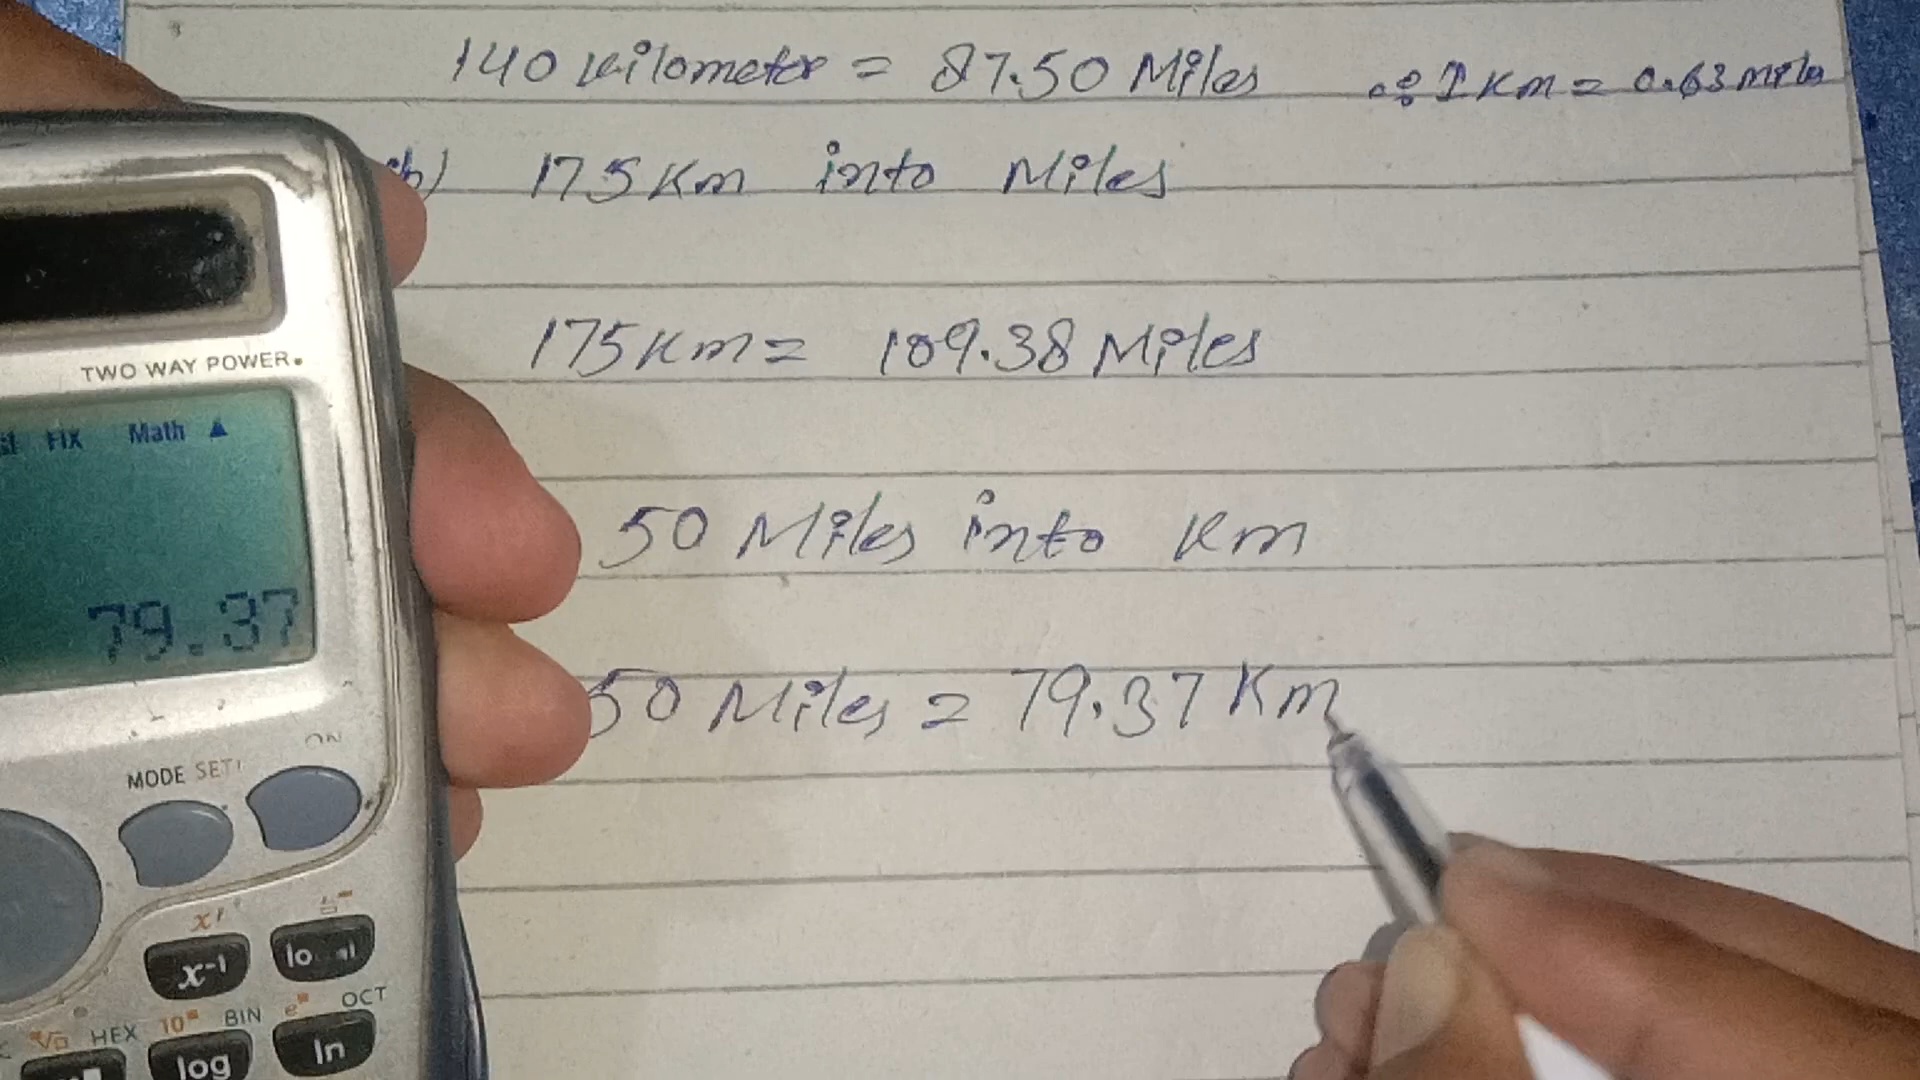 140 Kilometer = 87.50 Miles ∴ 1 Km = 0.63 miles
b) 175 Km into Miles
175 Km = 109.38 Miles
50 Miles into Km
50 Miles = 79.37 Km
TWO WAY POWER
FIX Math ▲
79.37
MODE ON
x⁻¹
HEX BIN OCT
log ln